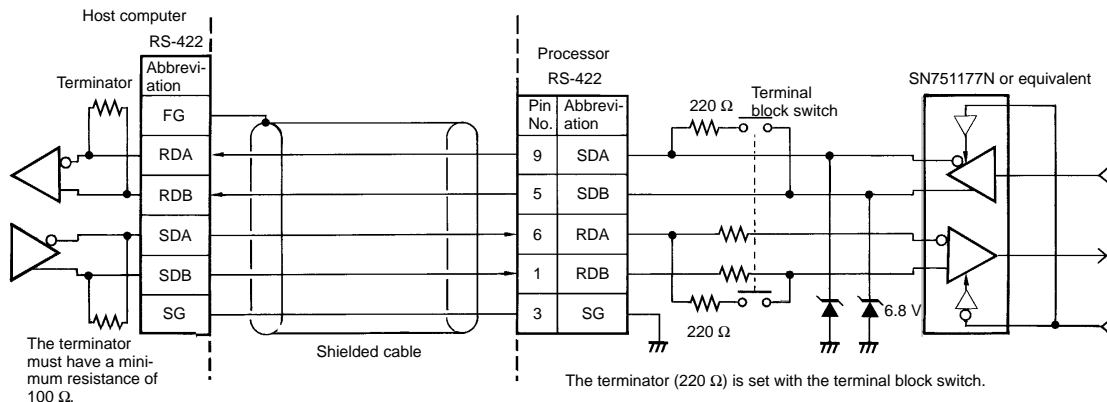 Host computer
RS-422
Processor
RS-422
SN751177N or equivalent
Terminator
Abbrevi-
ation
Pin
No.
Abbrevi-
ation
220 Ω
Terminal
block switch
FG
RDA
9
SDA
RDB
5
SDB
SDA
6
RDA
SDB
1
RDB
SG
3
SG
220 Ω
6.8 V
The terminator
must have a mini-
mum resistance of
100 Ω.
Shielded cable
The terminator (220 Ω) is set with the terminal block switch.